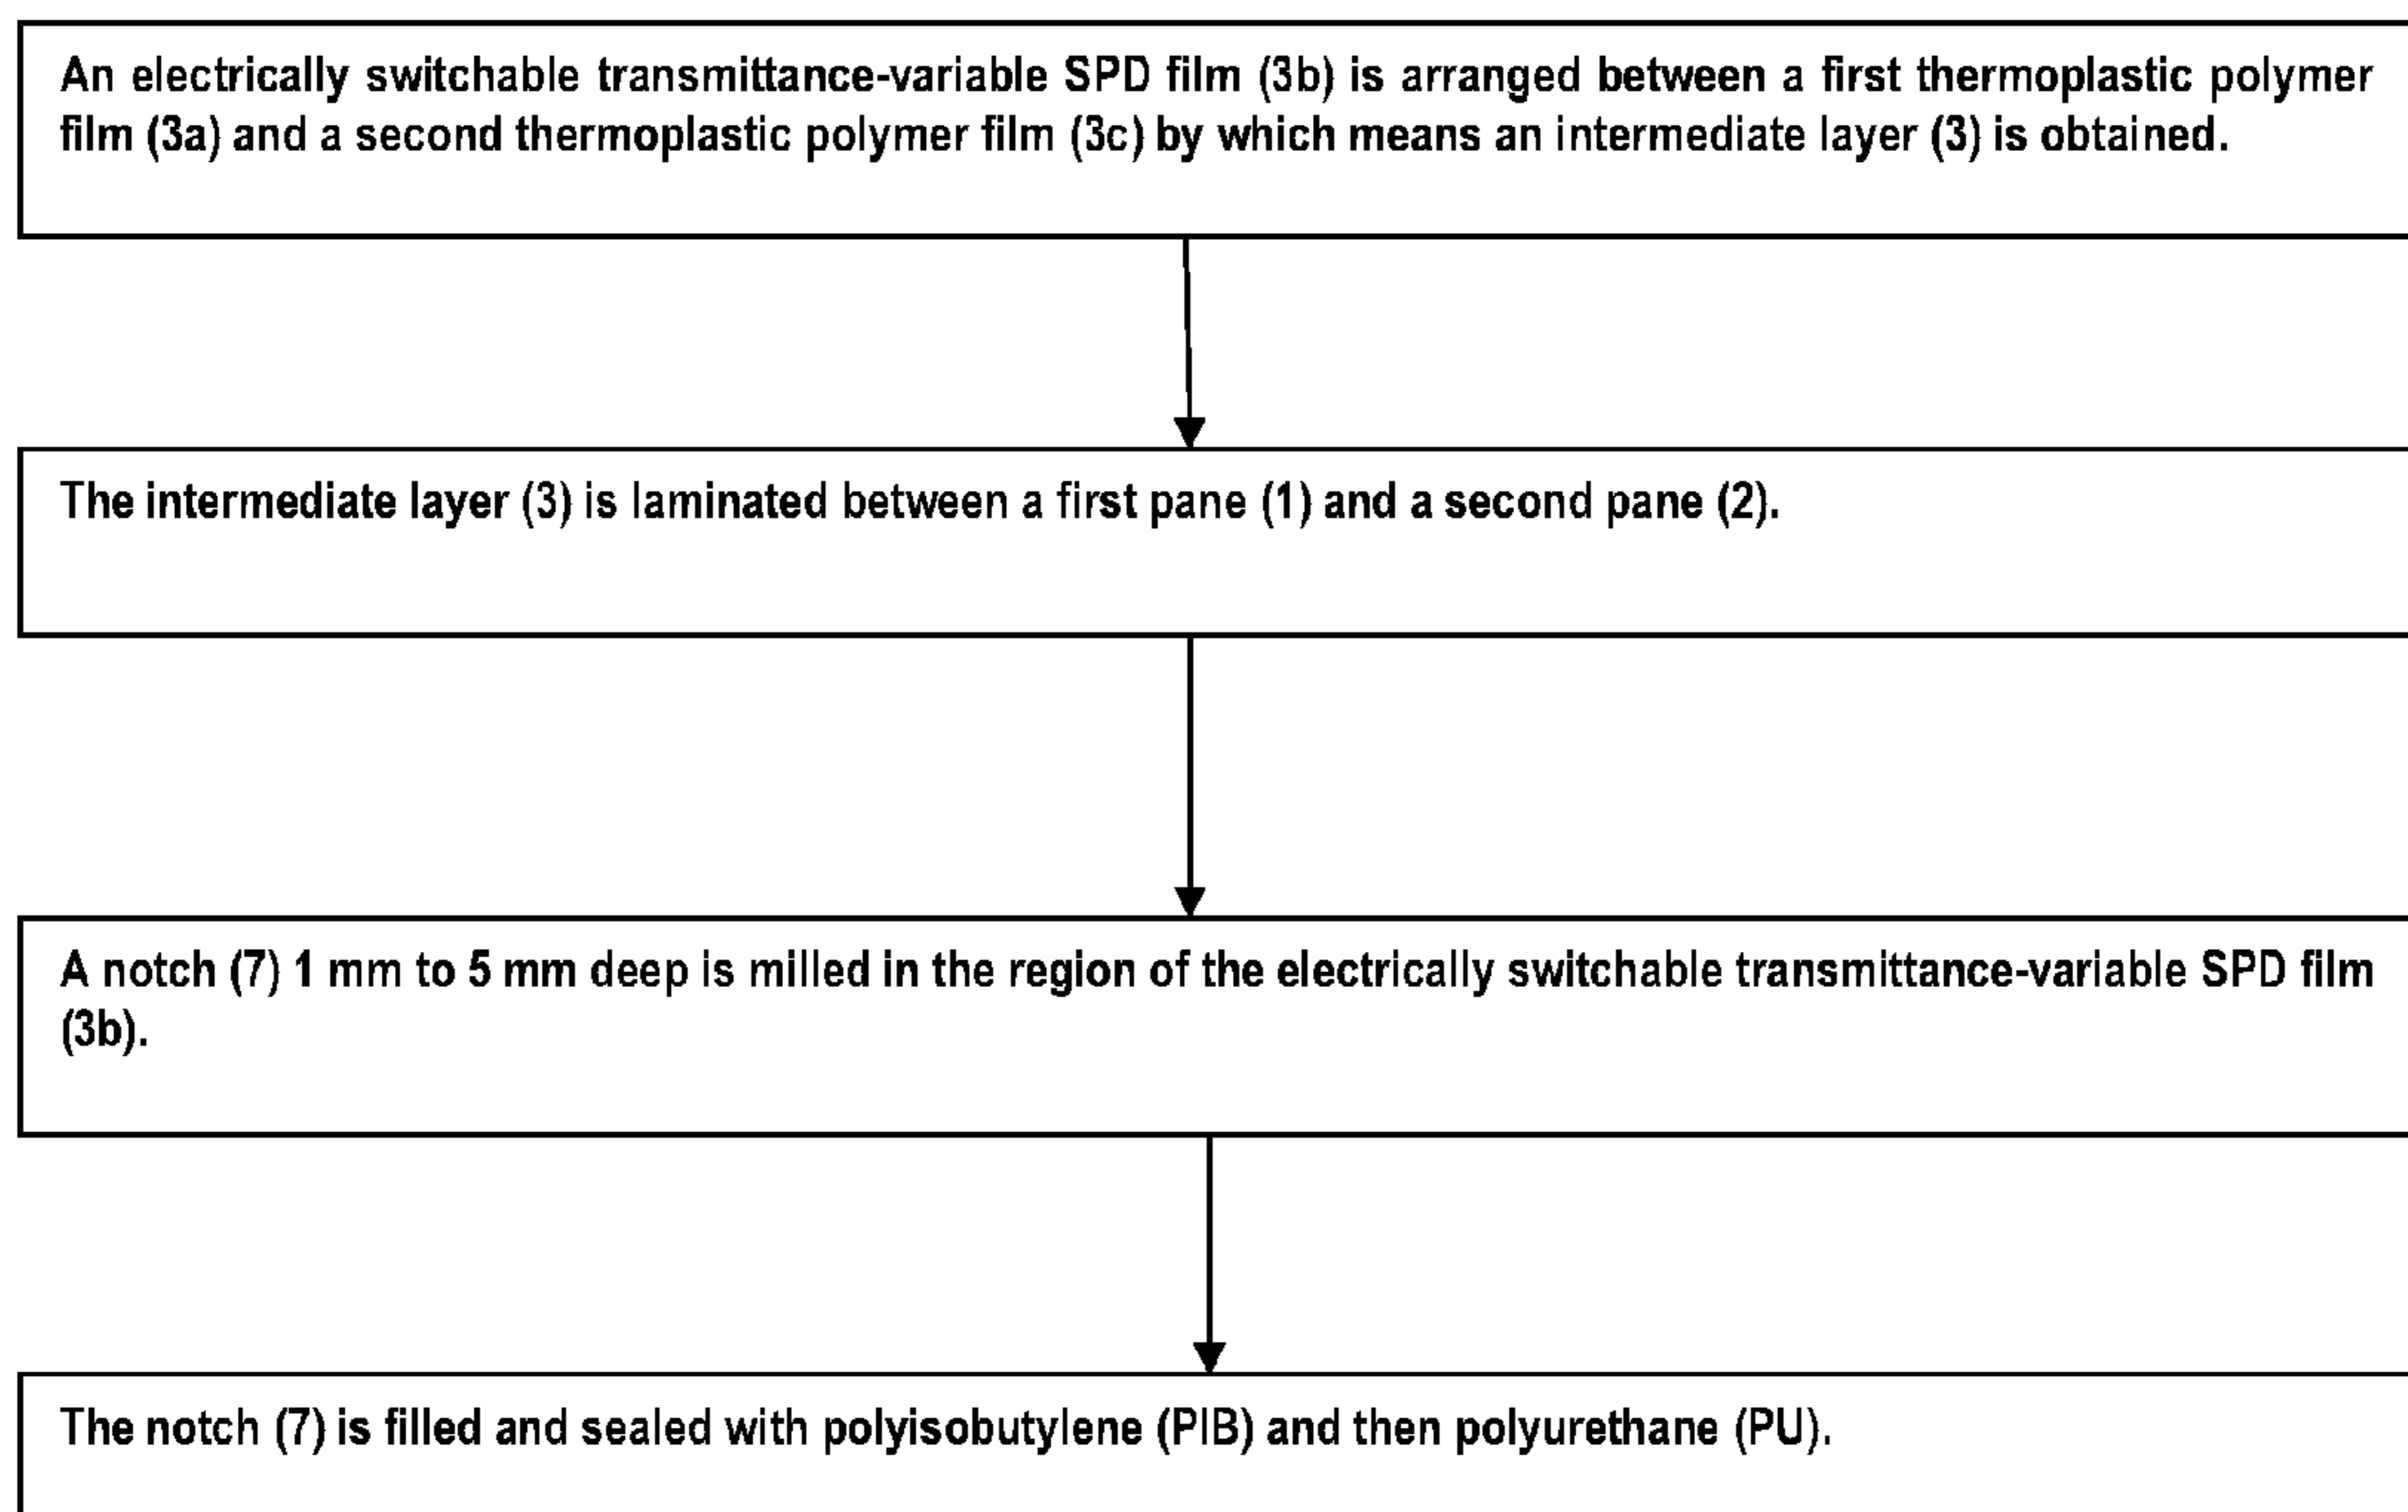 An electrically switchable transmittance-variable SPD film (3b) is arranged between a first thermoplastic polymer
film (3a) and a second thermoplastic polymer film (3c) by which means an intermediate layer (3) is obtained.
The intermediate layer (3) is laminated between a first pane (1) and a second pane (2).
A notch (7) 1 mm to 5 mm deep is milled in the region of the electrically switchable transmittance-variable SPD film
(3b).
The notch (7) is filled and sealed with polyisobutylene (PIB) and then polyurethane (PU).